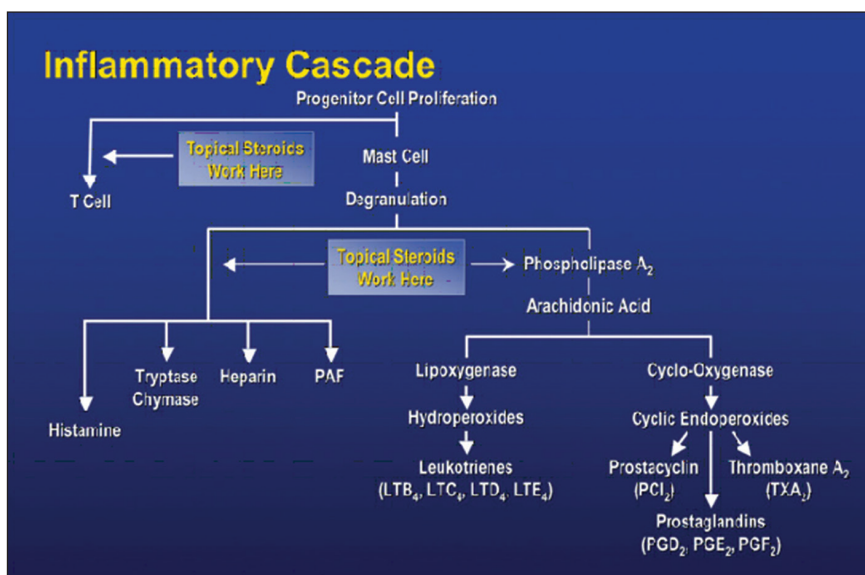 Inflammatory Cascade
Progenitor Cell Proliferation
Topical Steroids
Work Here
Mast Cell
T Cell
Degranulation
Topical Steroids
Work Here
Phospholipase A₂
Arachidonic Acid
Tryptase
Chymase
Heparin
PAF
Histamine
Lipoxygenase
Cyclo-Oxygenase
Hydroperoxides
Cyclic Endoperoxides
Leukotrienes
(LTB₄, LTC₄, LTD₄. LTE₄)
Prostacyclin
(PCI₂)
Thromboxane A₂
(TXA₂)
Prostaglandins
(PGD₂, PGE₂, PGF₂)